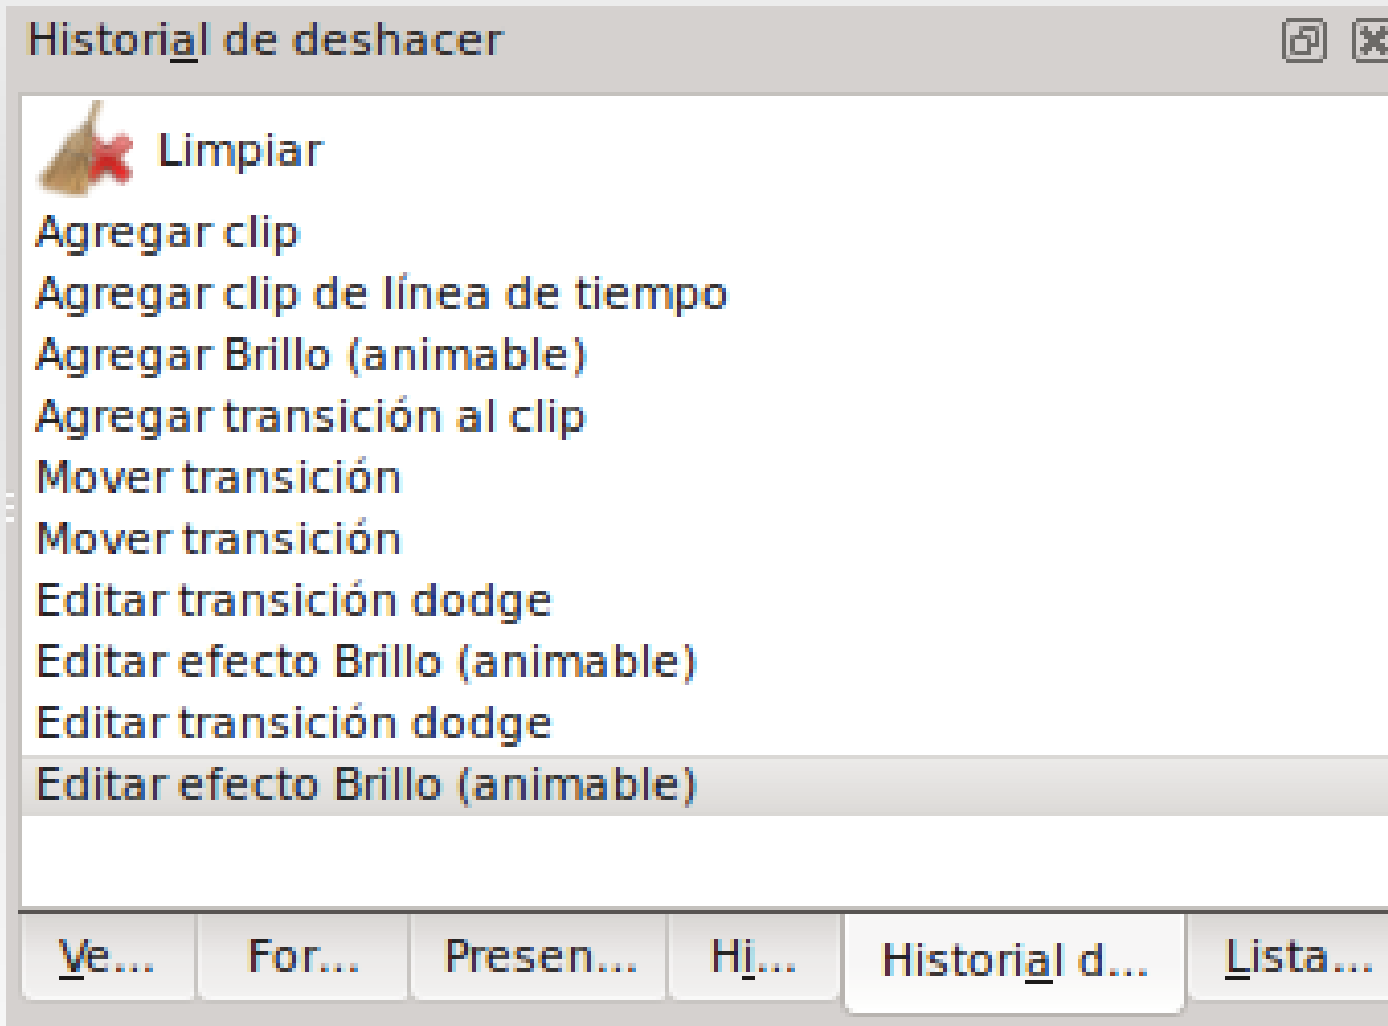 Historial de deshacer
Limpiar
Agregar clip
Agregar clip de línea de tiempo
Agregar Brillo (animable)
Agregar transición al clip
Mover transición
Mover transición
Editar transición dodge
Editar efecto Brillo (animable)
Editar transición dodge
Editar efecto Brillo (animable)
Ve... For... Presen... Hi... Historial d... Lista...